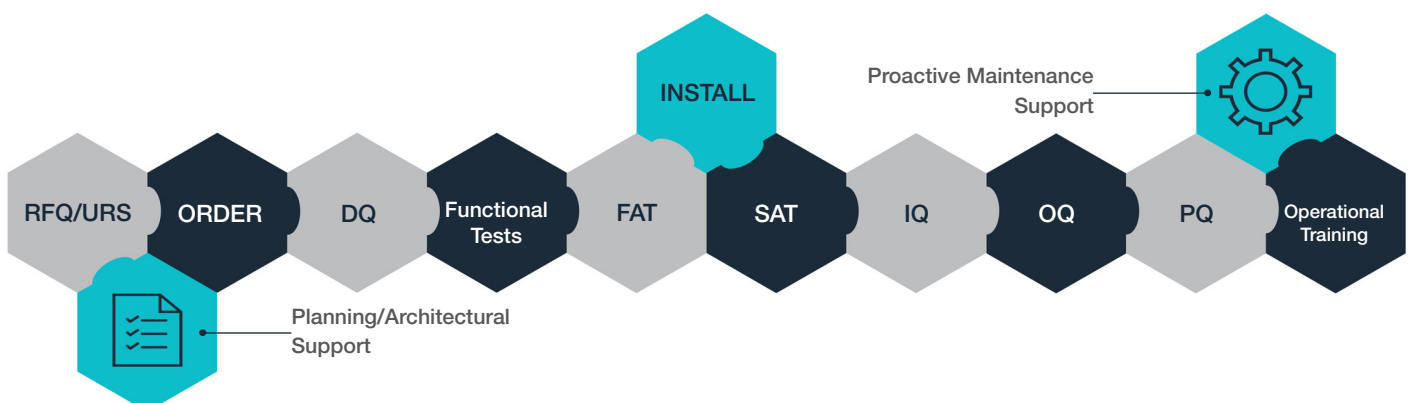 INSTALL
Proactive Maintenance
Support
RFQ/URS
ORDER
DQ
Functional
Tests
FAT
SAT
IQ
OQ
PQ
Operational
Training
Planning/Architectural
Support